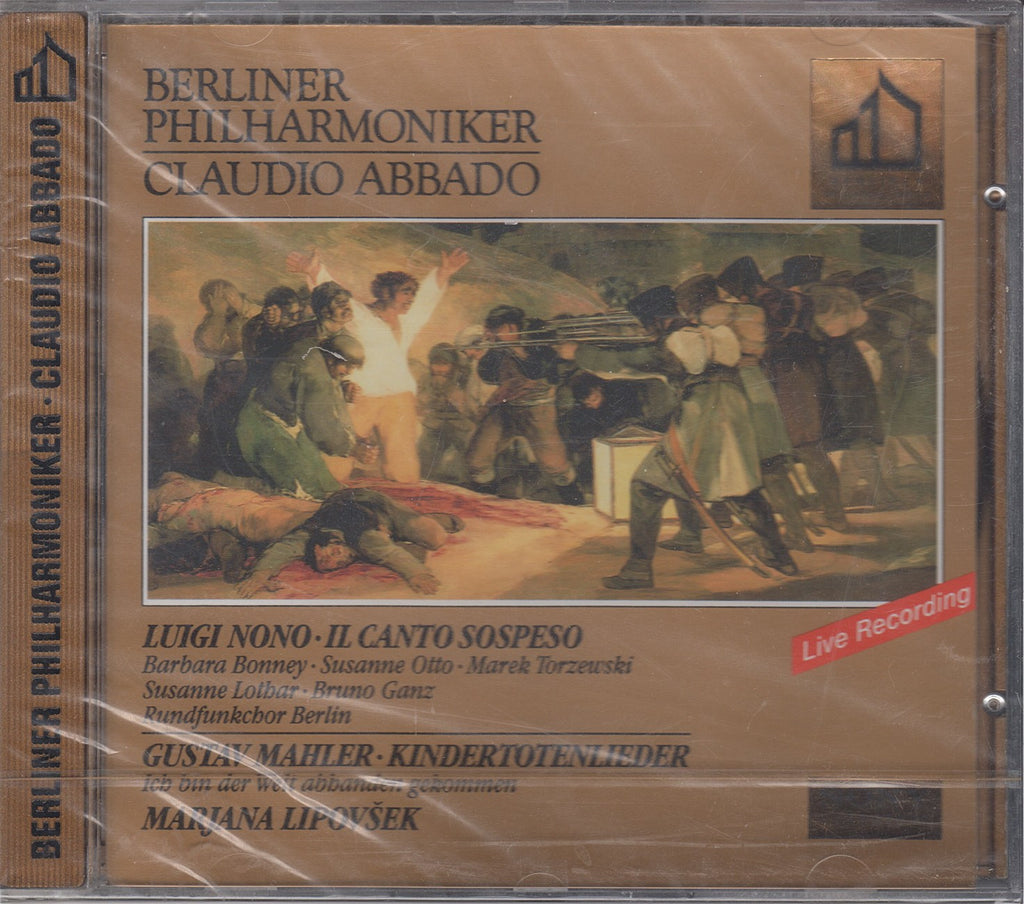 BERLINER PHILHARMONIKER · CLAUDIO ABBADO
BERLINER
PHILHARMONIKER
CLAUDIO ABBADO
LUIGI NONO · IL CANTO SOSPESO
Barbara Bonney · Susanne Otto · Marek Torzewski
Susanne Lothar · Bruno Ganz
Rundfunkchor Berlin
Live Recording
GUSTAV MAHLER · KINDERTOTENLIEDER
Ich bin der Welt abhanden gekommen
MARJANA LIPOVŠEK